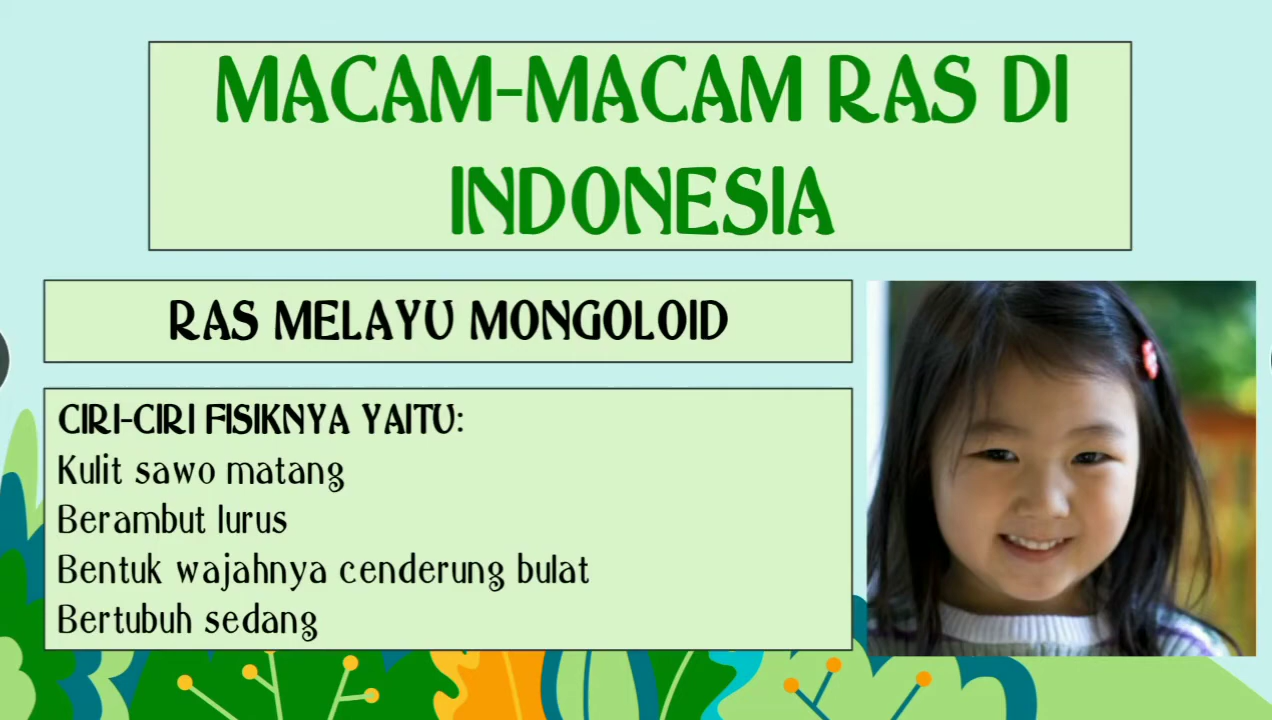 MACAM-MACAM RAS DI
INDONESIA
RAS MELAYU MONGOLOID
CIRI-CIRI FISIKNYA YAITU:
Kulit sawo matang
Berambut lurus
Bentuk wajahnya cenderung bulat
Bertubuh sedang